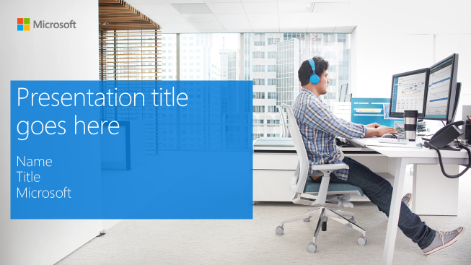 Microsoft
Presentation title
goes here
Name
Title
Microsoft